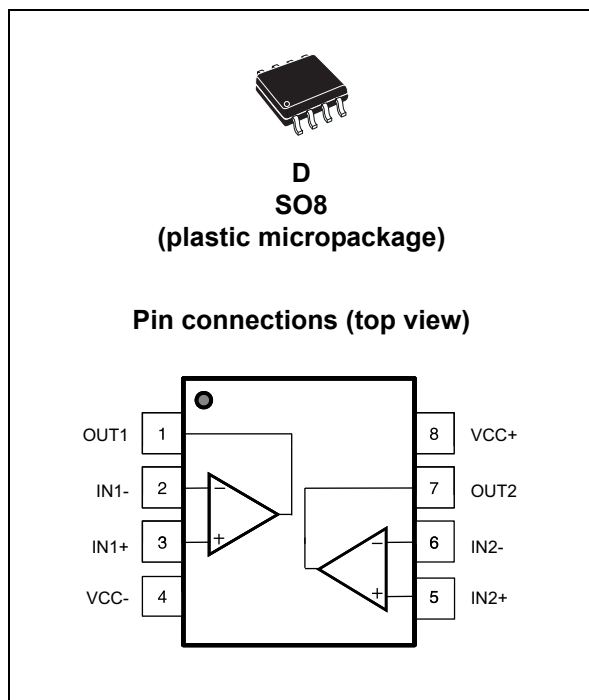 D
SO8
(plastic micropackage)
Pin connections (top view)
OUT1 1 8 VCC+
IN1- 2 − 7 OUT2
IN1+ 3 + − 6 IN2-
VCC- 4 + 5 IN2+